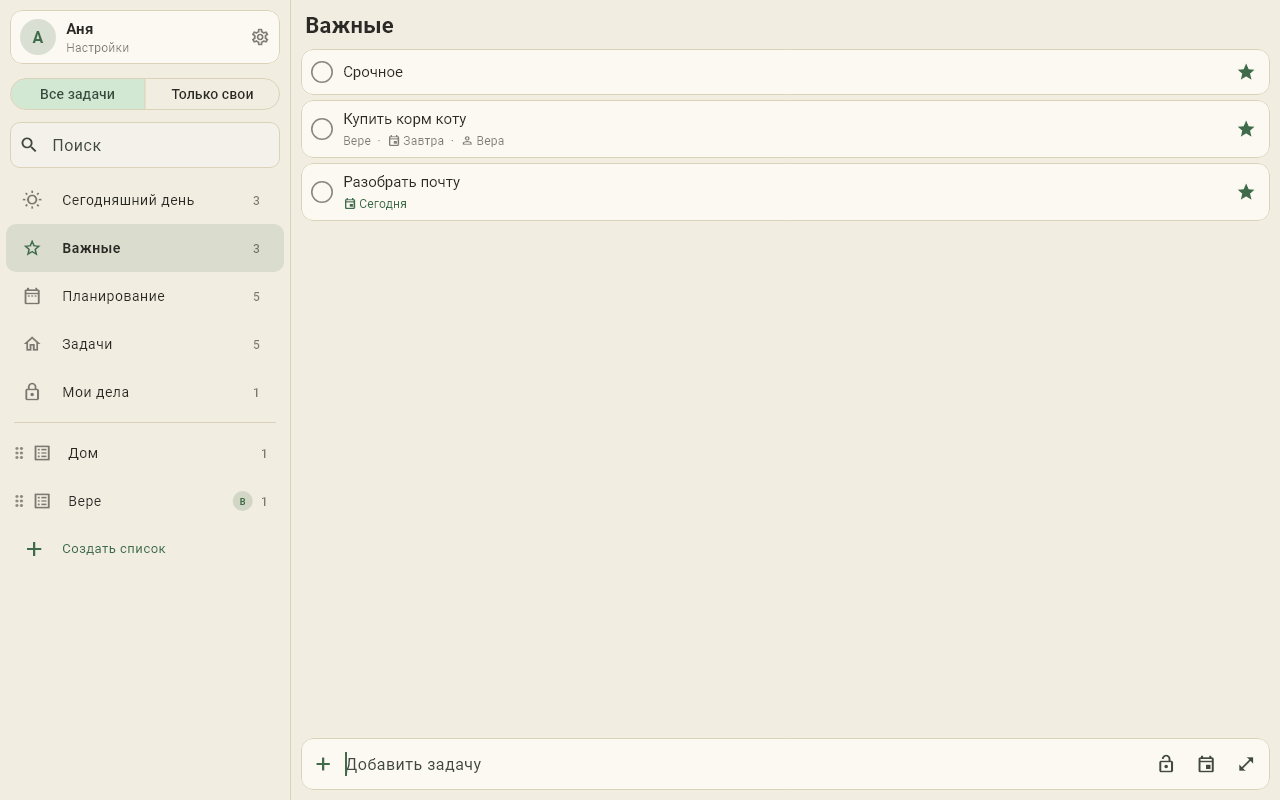 А
Аня
Настройки
Все задачи
Только свои
Поиск
Сегодняшний день 3
Важные 3
Планирование 5
Задачи 5
Мои дела 1
Дом 1
Вере В 1
Создать список
Важные
Срочное
Купить корм коту
Вере · Завтра · Вера
Разобрать почту
Сегодня
Добавить задачу